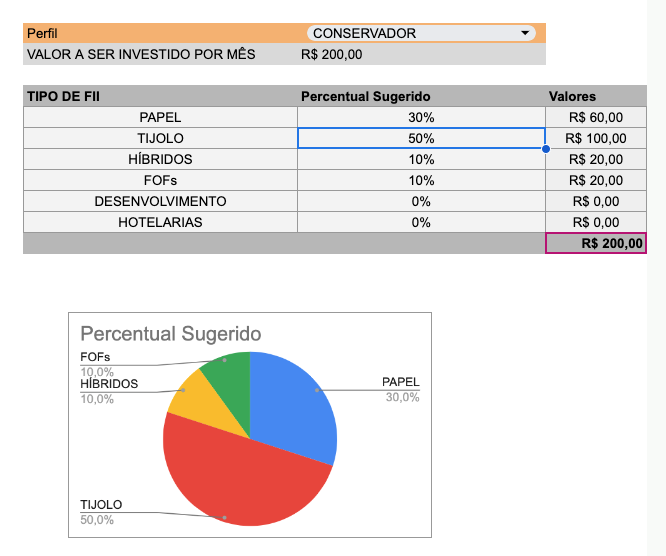 Perfil CONSERVADOR
VALOR A SER INVESTIDO POR MÊS R$ 200,00
TIPO DE FII Percentual Sugerido Valores
PAPEL 30% R$ 60,00
TIJOLO 50% R$ 100,00
HÍBRIDOS 10% R$ 20,00
FOFs 10% R$ 20,00
DESENVOLVIMENTO 0% R$ 0,00
HOTELARIAS 0% R$ 0,00
R$ 200,00
Percentual Sugerido
FOFs
10,0%
HÍBRIDOS
10,0%
PAPEL
30,0%
TIJOLO
50,0%